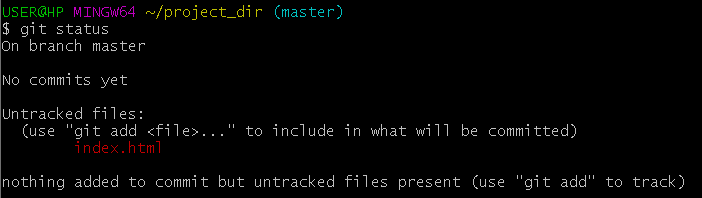 USER@HP MINGW64 ~/project_dir (master)
$ git status
On branch master
No commits yet
Untracked files:
(use "git add <file>..." to include in what will be committed)
index.html
nothing added to commit but untracked files present (use "git add" to track)